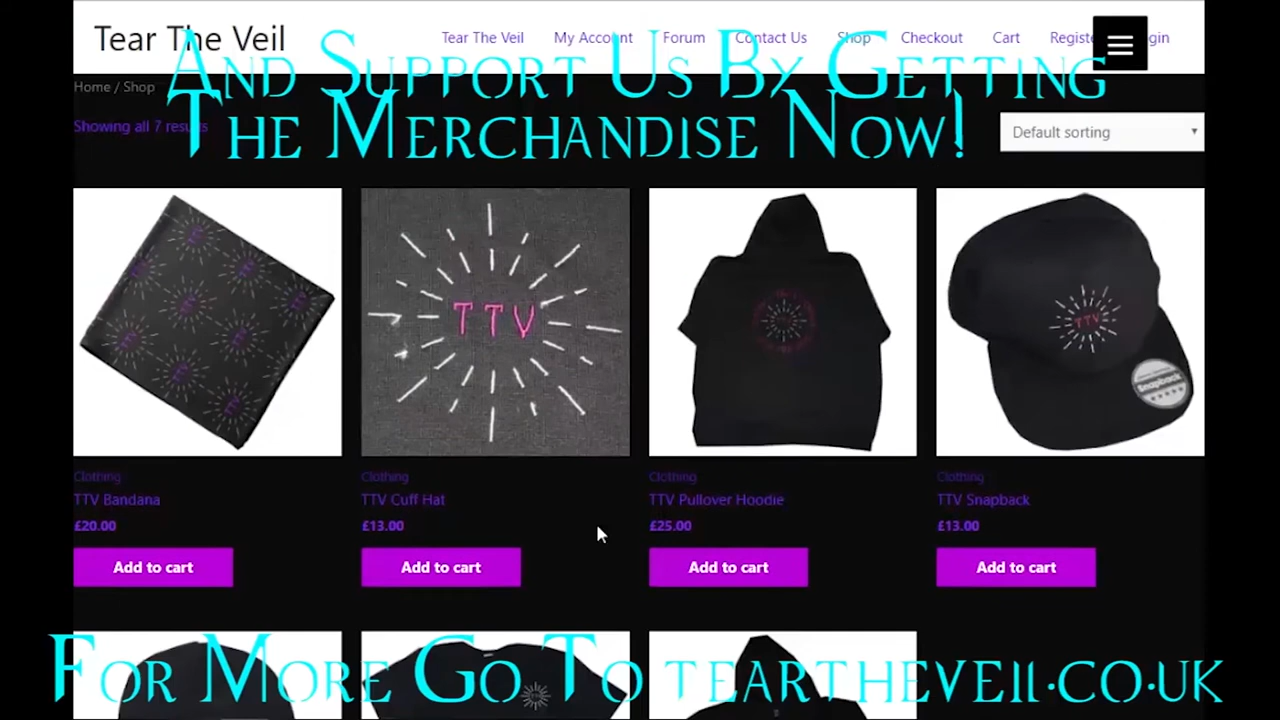 Tear The Veil
Tear The Veil My Account Forum Contact Us Shop Checkout Cart
And Support Us By Getting
The Merchandise Now!
Home / Shop
Showing all 7 results
Default sorting
TTV
TTV
Snapback
Clothing
TTV Bandana
£20.00
Add to cart
Clothing
TTV Cuff Hat
£13.00
Add to cart
Clothing
TTV Pullover Hoodie
£25.00
Add to cart
Clothing
TTV Snapback
£13.00
Add to cart
For More Go To teartheveil.co.uk